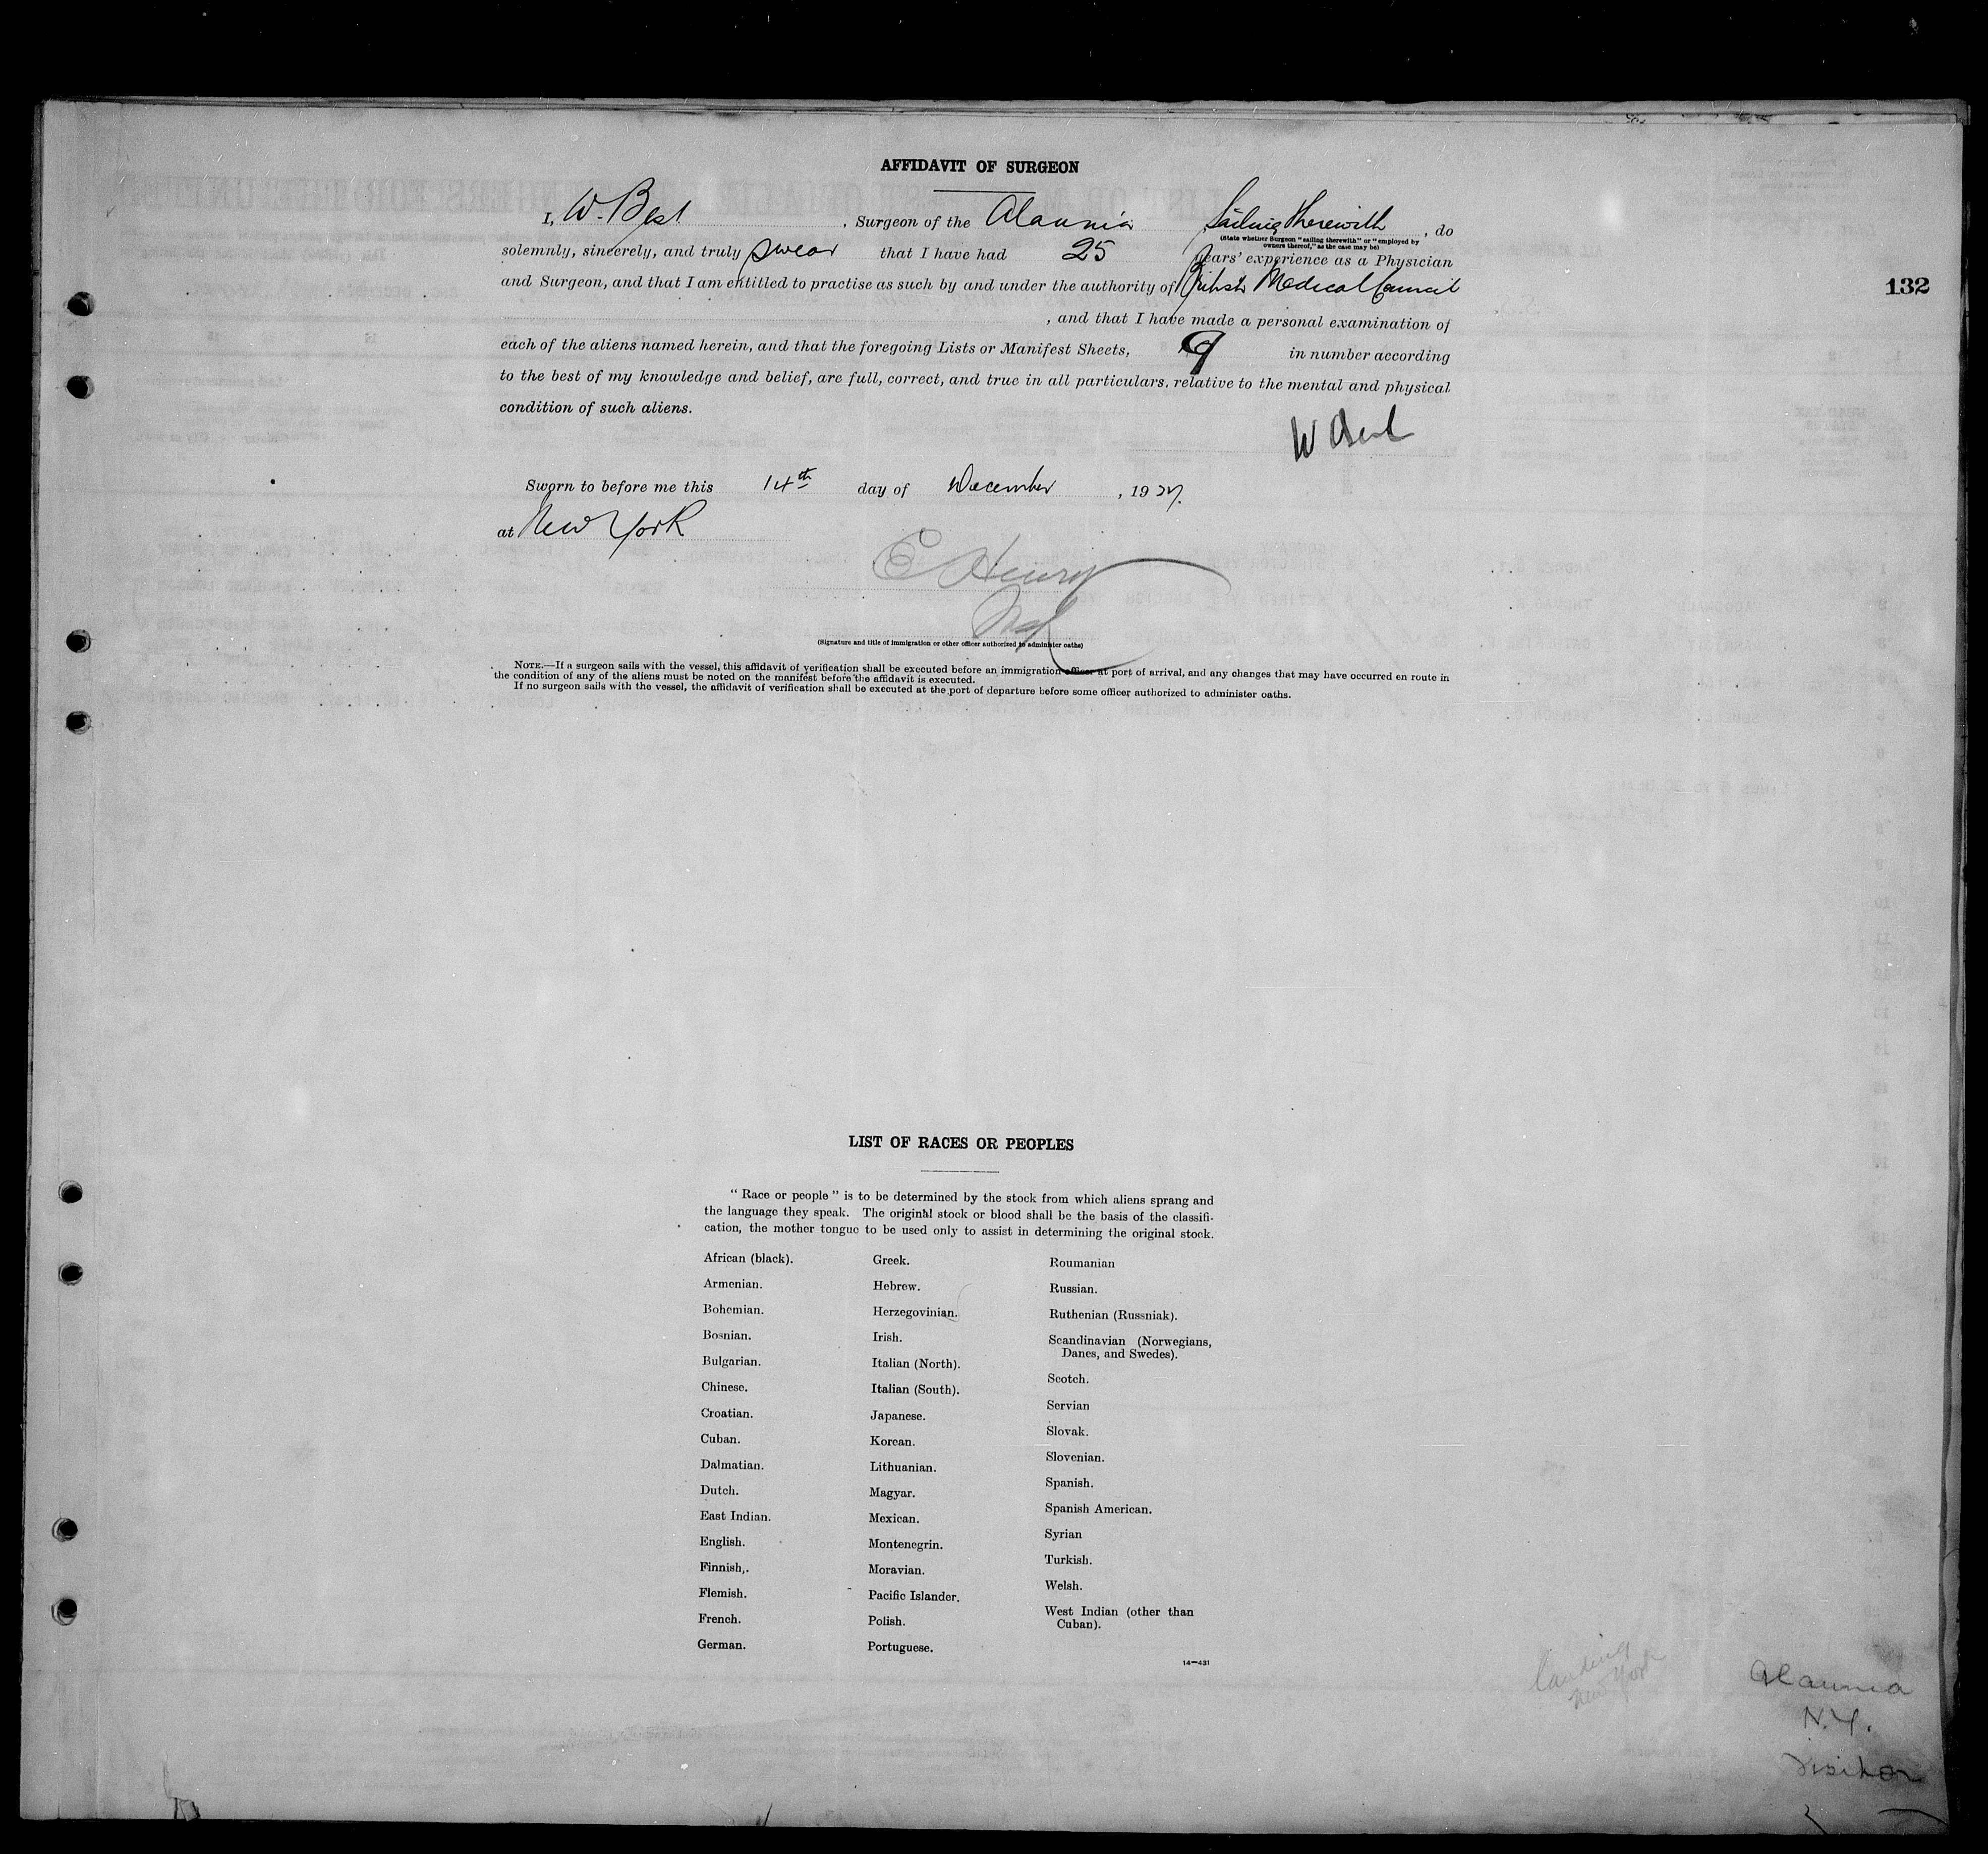 AFFIDAVIT OF SURGEON
I, W. Best, Surgeon of the Alaunia Sailing therewith, do
(State whether Surgeon "sailing therewith" or "employed by
owners thereof," as the case may be)
solemnly, sincerely, and truly swear that I have had 25 years' experience as a Physician
and Surgeon, and that I am entitled to practise as such by and under the authority of British Medical Council
132
, and that I have made a personal examination of
each of the aliens named herein, and that the foregoing Lists or Manifest Sheets, 9 in number according
to the best of my knowledge and belief, are full, correct, and true in all particulars, relative to the mental and physical
condition of such aliens.
W Best
Sworn to before me this 14th day of December, 1927.
at New York
E Henry
(Signature and title of immigration or other officer authorized to administer oaths)
NOTE.—If a surgeon sails with the vessel, this affidavit of verification shall be executed before an immigration officer at port of arrival, and any changes that may have occurred en route in
the condition of any of the aliens must be noted on the manifest before the affidavit is executed.
If no surgeon sails with the vessel, the affidavit of verification shall be executed at the port of departure before some officer authorized to administer oaths.
LIST OF RACES OR PEOPLES
"Race or people" is to be determined by the stock from which aliens sprang and
the language they speak. The original stock or blood shall be the basis of the classifi-
cation, the mother tongue to be used only to assist in determining the original stock.
African (black).
Armenian.
Bohemian.
Bosnian.
Bulgarian.
Chinese.
Croatian.
Cuban.
Dalmatian.
Dutch.
East Indian.
English.
Finnish.
Flemish.
French.
German.
Greek.
Hebrew.
Herzegovinian.
Irish.
Italian (North).
Italian (South).
Japanese.
Korean.
Lithuanian.
Magyar.
Mexican.
Montenegrin.
Moravian.
Pacific Islander.
Polish.
Portuguese.
Roumanian
Russian.
Ruthenian (Russniak).
Scandinavian (Norwegians,
Danes, and Swedes).
Scotch.
Servian
Slovak.
Slovenian.
Spanish.
Spanish American.
Syrian
Turkish.
Welsh.
West Indian (other than
Cuban).
14—431
landing
New York
Alaunia
N.Y.
Visitor